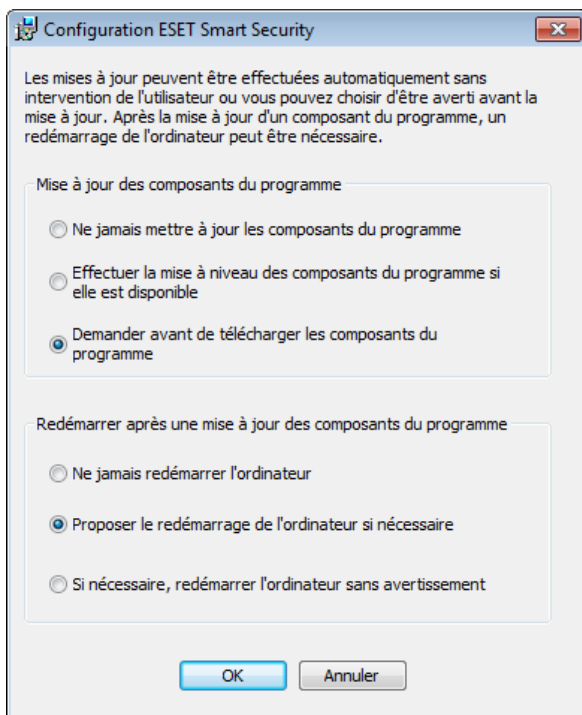 Configuration ESET Smart Security
Les mises à jour peuvent être effectuées automatiquement sans
intervention de l'utilisateur ou vous pouvez choisir d'être averti avant la
mise à jour. Après la mise à jour d'un composant du programme, un
redémarrage de l'ordinateur peut être nécessaire.
Mise à jour des composants du programme
Ne jamais mettre à jour les composants du programme
Effectuer la mise à niveau des composants du programme si
elle est disponible
Demander avant de télécharger les composants du
programme
Redémarrer après une mise à jour des composants du programme
Ne jamais redémarrer l'ordinateur
Proposer le redémarrage de l'ordinateur si nécessaire
Si nécessaire, redémarrer l'ordinateur sans avertissement
OK
Annuler